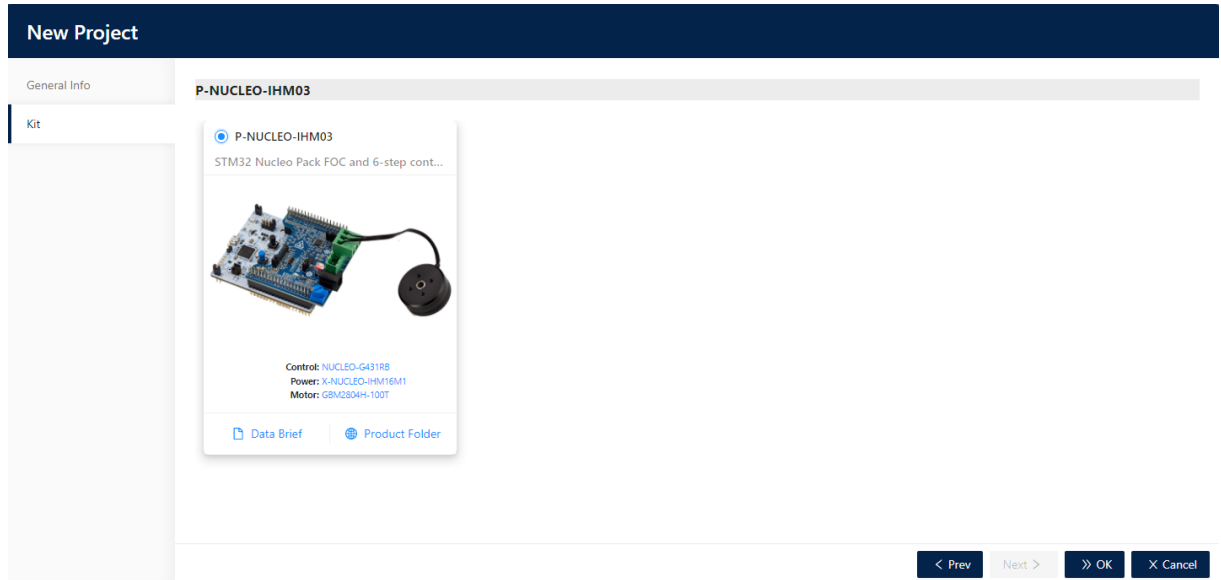 New Project
General Info
Kit
P-NUCLEO-IHM03
P-NUCLEO-IHM03
STM32 Nucleo Pack FOC and 6-step cont...
Control: NUCLEO-G431RB
Power: X-NUCLEO-IHM16M1
Motor: GBM2804H-100T
Data Brief
Product Folder
< Prev
Next >
OK
Cancel